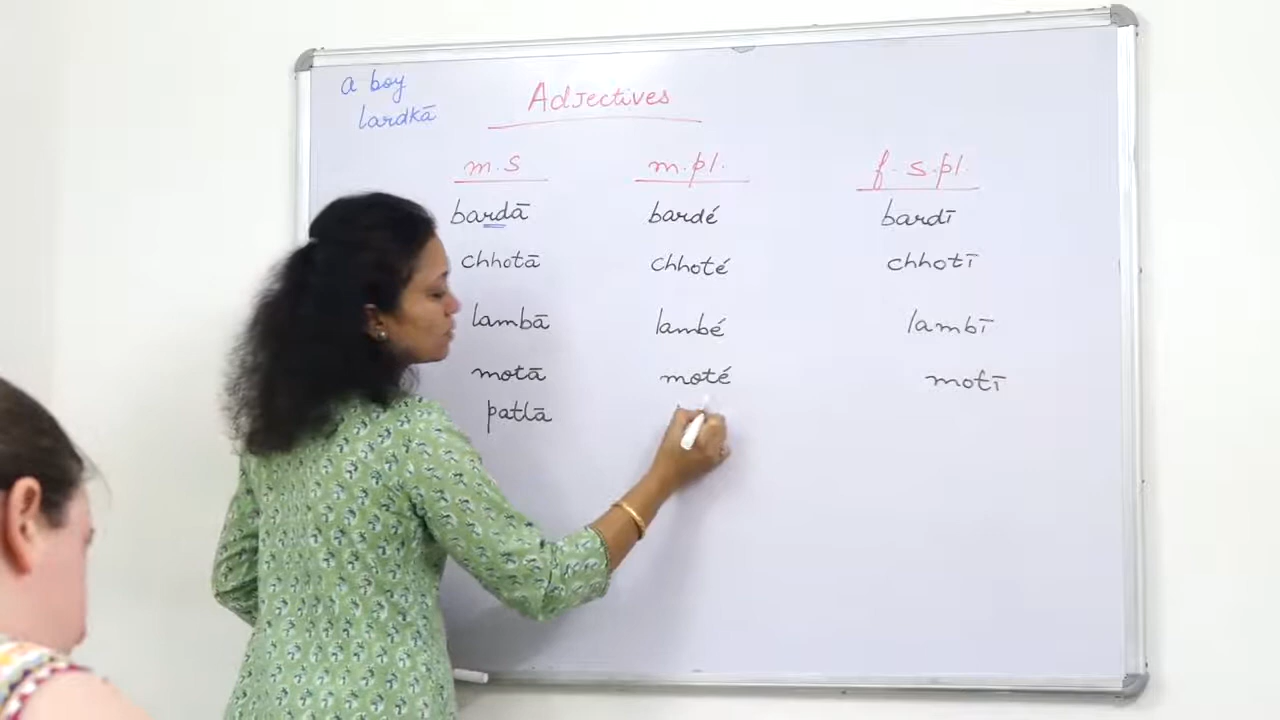 a boy
lardkā
Adjectives
m.s m.pl. f. s.pl.
bardā bardé bardī
chhotā chhoté chhotī
lambā lambé lambī
motā moté motī
patlā